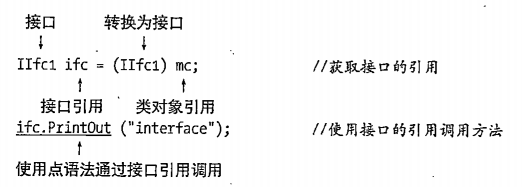 接口 转换为接口
IIfc1 ifc = (IIfc1) mc; //获取接口的引用
接口引用 类对象引用
ifc.PrintOut ("interface"); //使用接口的引用调用方法
使用点语法通过接口引用调用